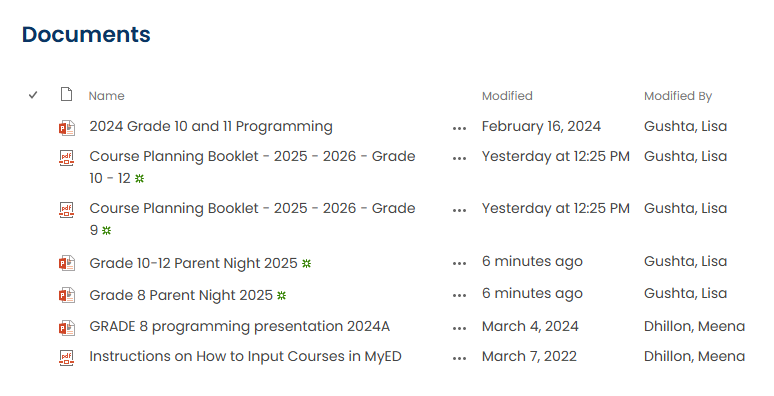 Documents
Name Modified Modified By
2024 Grade 10 and 11 Programming ... February 16, 2024 Gushta, Lisa
Course Planning Booklet - 2025 - 2026 - Grade ... Yesterday at 12:25 PM Gushta, Lisa
10 - 12
Course Planning Booklet - 2025 - 2026 - Grade ... Yesterday at 12:25 PM Gushta, Lisa
9
Grade 10-12 Parent Night 2025 ... 6 minutes ago Gushta, Lisa
Grade 8 Parent Night 2025 ... 6 minutes ago Gushta, Lisa
GRADE 8 programming presentation 2024A ... March 4, 2024 Dhillon, Meena
Instructions on How to Input Courses in MyED ... March 7, 2022 Dhillon, Meena